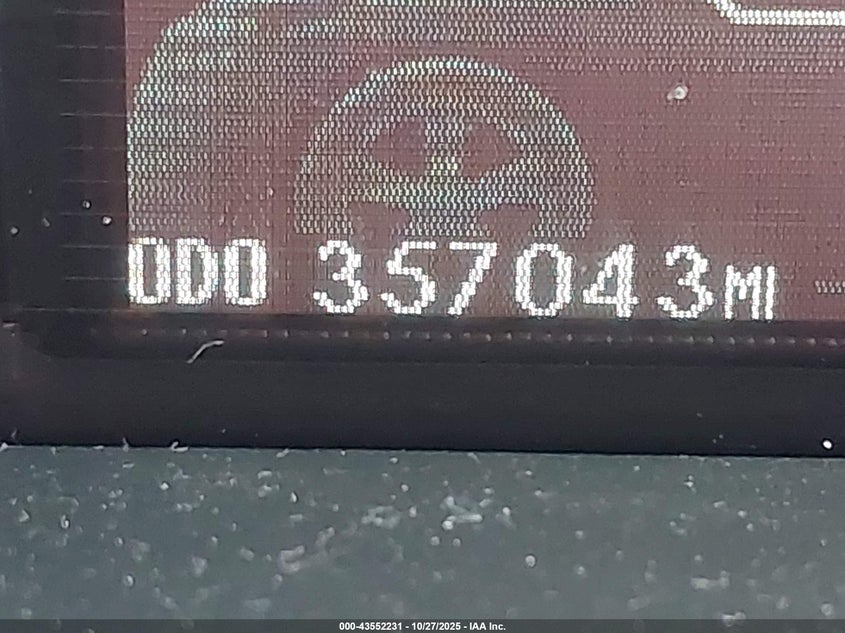 ODO 357043MI
000-43552231 - 10/27/2025 - IAA Inc.